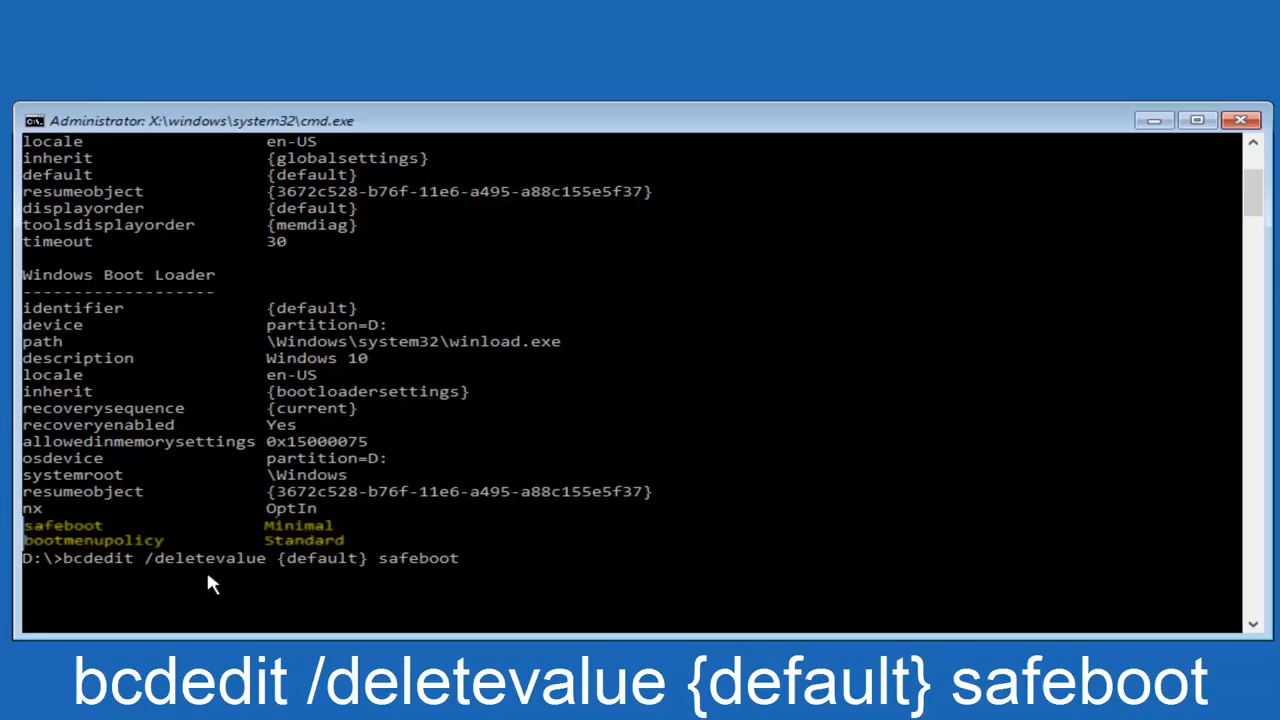 Administrator: X:\windows\system32\cmd.exe
locale en-US
inherit {globalsettings}
default {default}
resumeobject {3672c528-b76f-11e6-a495-a88c155e5f37}
displayorder {default}
toolsdisplayorder {memdiag}
timeout 30
Windows Boot Loader
-------------------
identifier {default}
device partition=D:
path \Windows\system32\winload.exe
description Windows 10
locale en-US
inherit {bootloadersettings}
recoverysequence {current}
recoveryenabled Yes
allowedinmemorysettings 0x15000075
osdevice partition=D:
systemroot \Windows
resumeobject {3672c528-b76f-11e6-a495-a88c155e5f37}
nx OptIn
safeboot Minimal
bootmenupolicy Standard
D:\>bcdedit /deletevalue {default} safeboot
bcdedit /deletevalue {default} safeboot